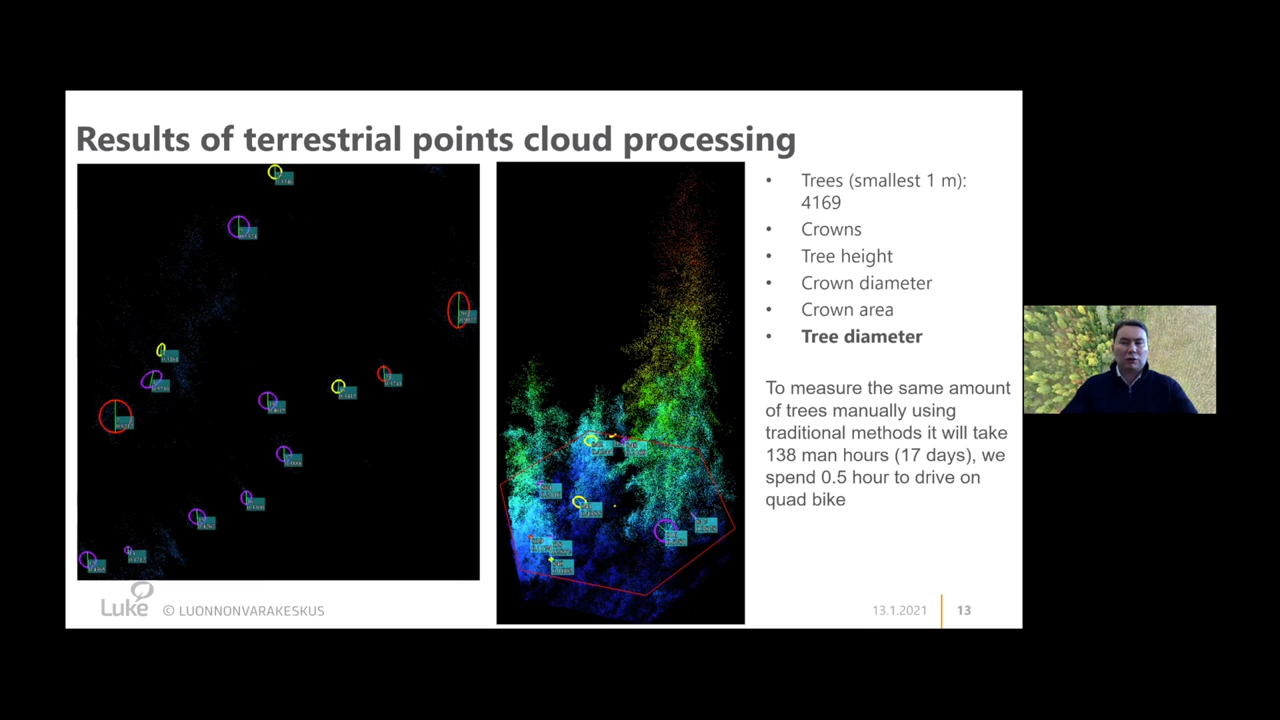 Results of terrestrial points cloud processing
• Trees (smallest 1 m):
4169
• Crowns
• Tree height
• Crown diameter
• Crown area
• Tree diameter
To measure the same amount
of trees manually using
traditional methods it will take
138 man hours (17 days), we
spend 0.5 hour to drive on
quad bike
Luke
© LUONNONVARAKESKUS
13.1.2021
13